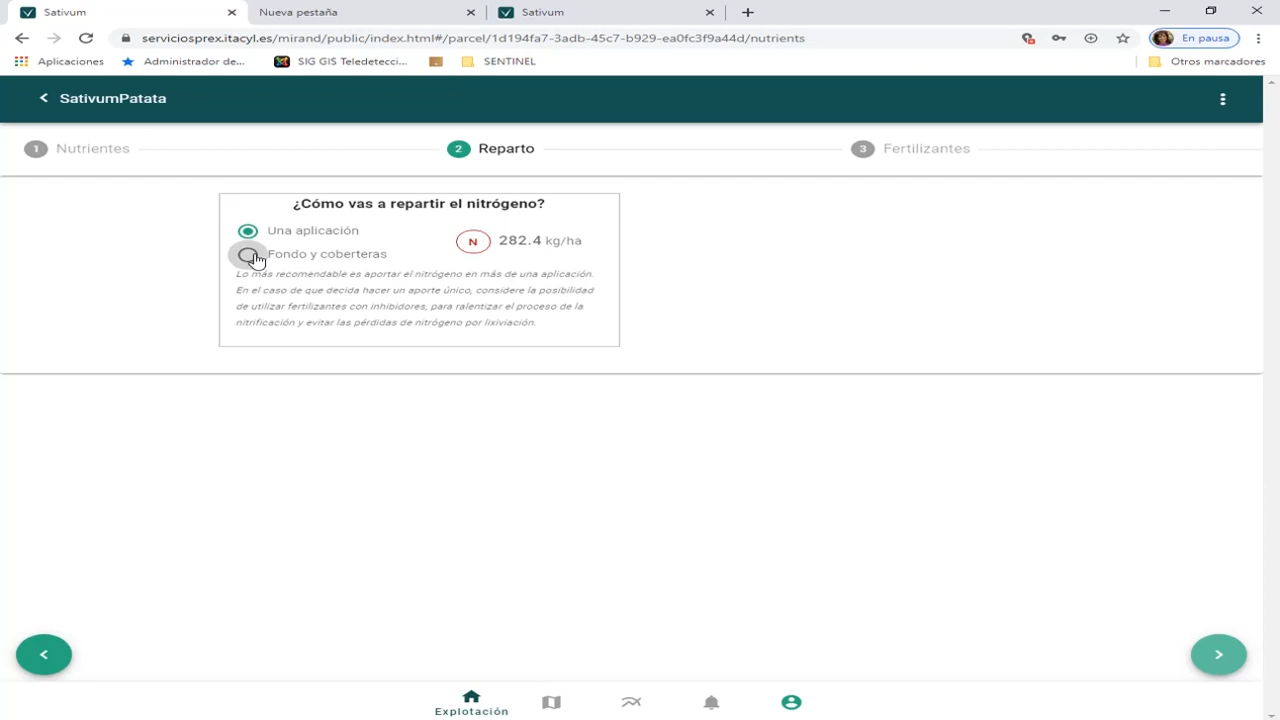 Sativum
Nueva pestaña
Sativum
serviciosprex.itacyl.es/mirand/public/index.html#/parcel/1d194fa7-3adb-45c7-b929-ea0fc3f9a44d/nutrients
En pausa
Aplicaciones
Administrador de...
SIG GIS Teledetecci...
SENTINEL
Otros marcadores
SativumPatata
1 Nutrientes
2 Reparto
3 Fertilizantes
¿Cómo vas a repartir el nitrógeno?
Una aplicación
N 282.4 kg/ha
Fondo y coberteras
Lo más recomendable es aportar el nitrógeno en más de una aplicación.
En el caso de que decida hacer un aporte único, considere la posibilidad
de utilizar fertilizantes con inhibidores, para ralentizar el proceso de la
nitrificación y evitar las pérdidas de nitrógeno por lixiviación.
Explotación